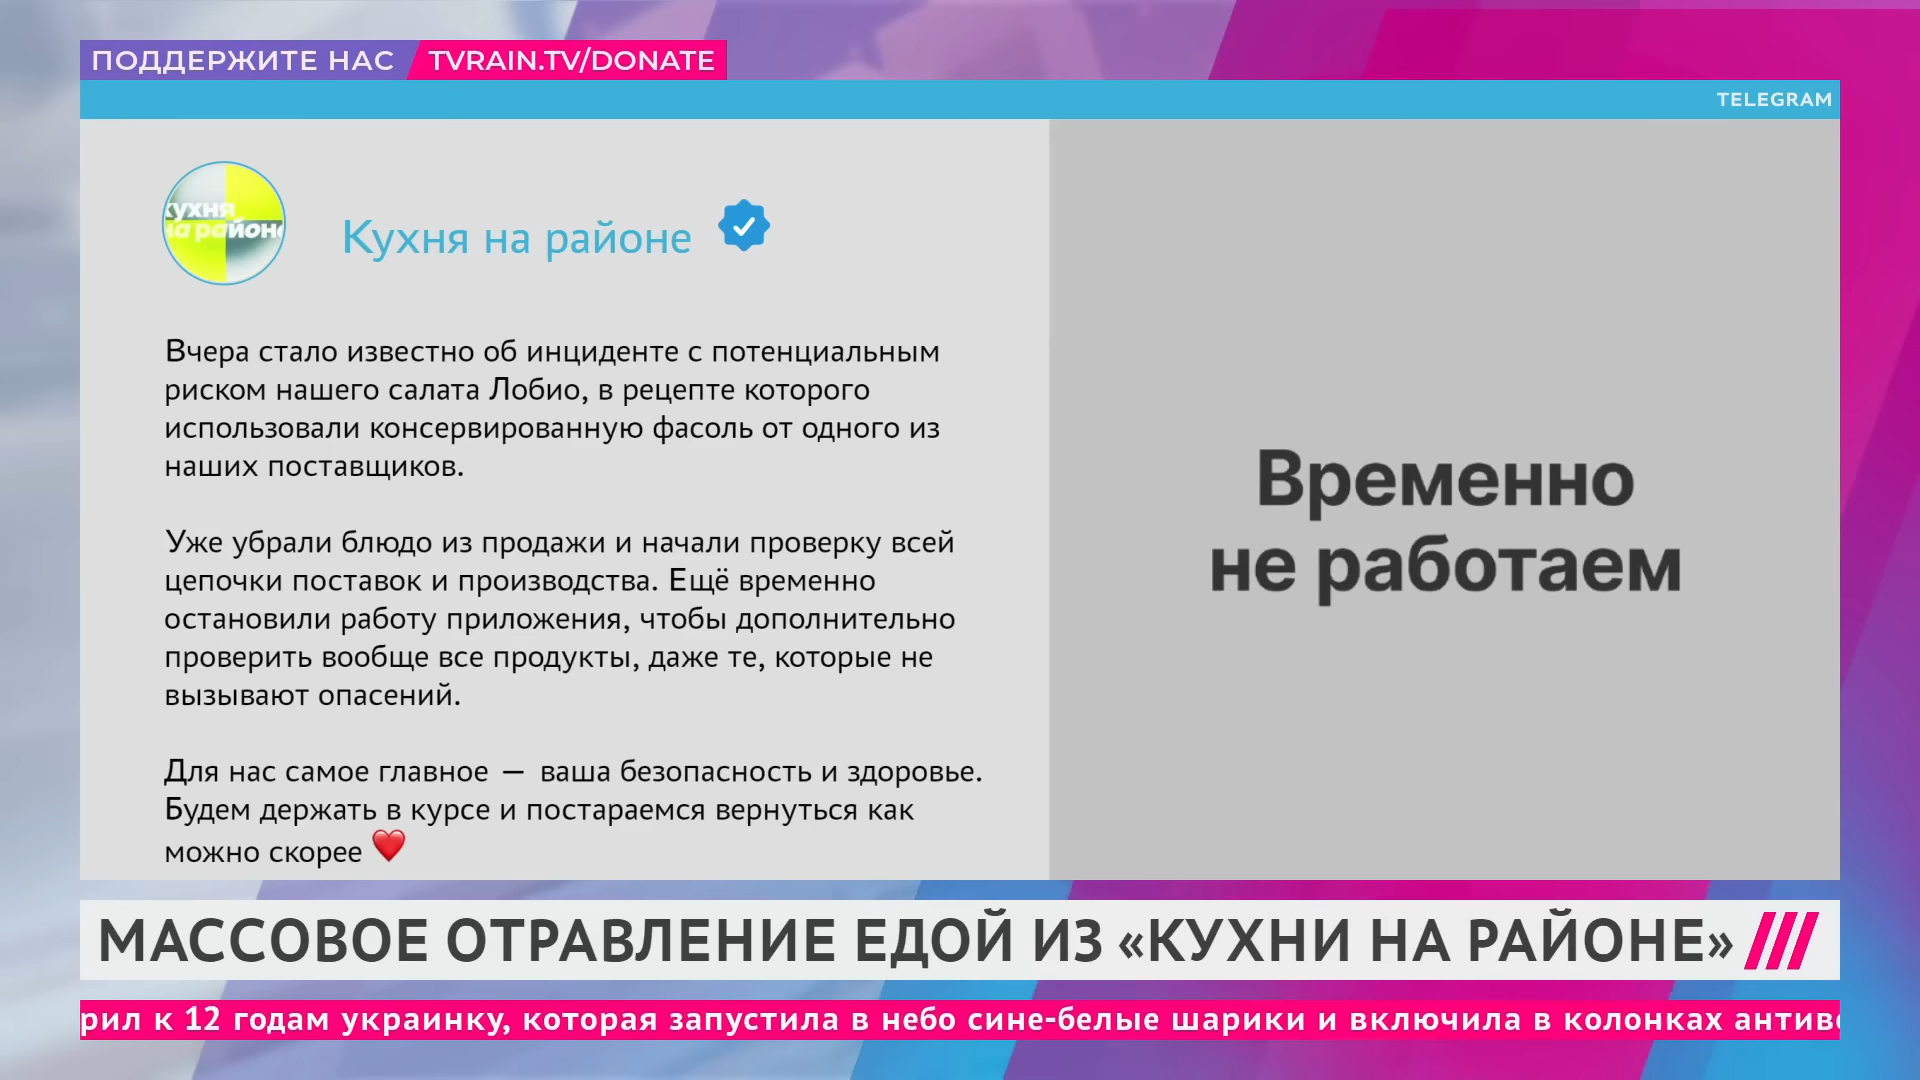 ПОДДЕРЖИТЕ НАС TVRAIN.TV/DONATE
TELEGRAM
кухня
на районе
Кухня на районе
Вчера стало известно об инциденте с потенциальным
риском нашего салата Лобио, в рецепте которого
использовали консервированную фасоль от одного из
наших поставщиков.
Уже убрали блюдо из продажи и начали проверку всей
цепочки поставок и производства. Ещё временно
остановили работу приложения, чтобы дополнительно
проверить вообще все продукты, даже те, которые не
вызывают опасений.
Для нас самое главное — ваша безопасность и здоровье.
Будем держать в курсе и постараемся вернуться как
можно скорее ❤️
Временно
не работаем
МАССОВОЕ ОТРАВЛЕНИЕ ЕДОЙ ИЗ «КУХНИ НА РАЙОНЕ»
к 12 годам украинку, которая запустила в небо сине-белые шарики и включила в колонках